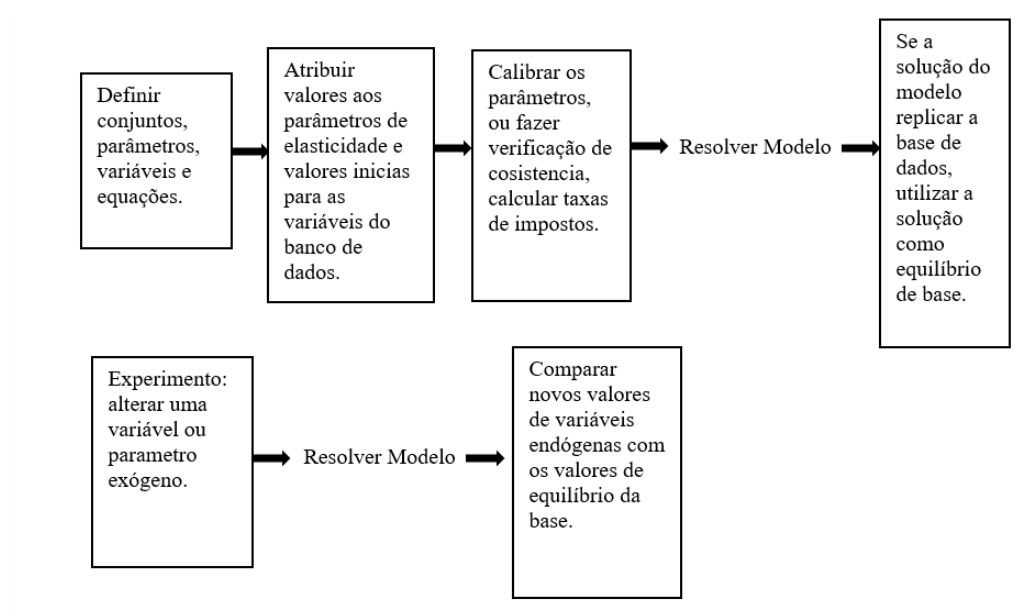 Definir
conjuntos,
parâmetros,
variáveis e
equações.
Atribuir
valores aos
parâmetros de
elasticidade e
valores inicias
para as
variáveis do
banco de
dados.
Calibrar os
parâmetros,
ou fazer
verificação de
cosistencia,
calcular taxas
de impostos.
Resolver Modelo
Se a
solução do
modelo
replicar a
base de
dados,
utilizar a
solução
como
equilíbrio
de base.
Experimento:
alterar uma
variável ou
parametro
exógeno.
Resolver Modelo
Comparar
novos valores
de variáveis
endógenas com
os valores de
equilíbrio da
base.